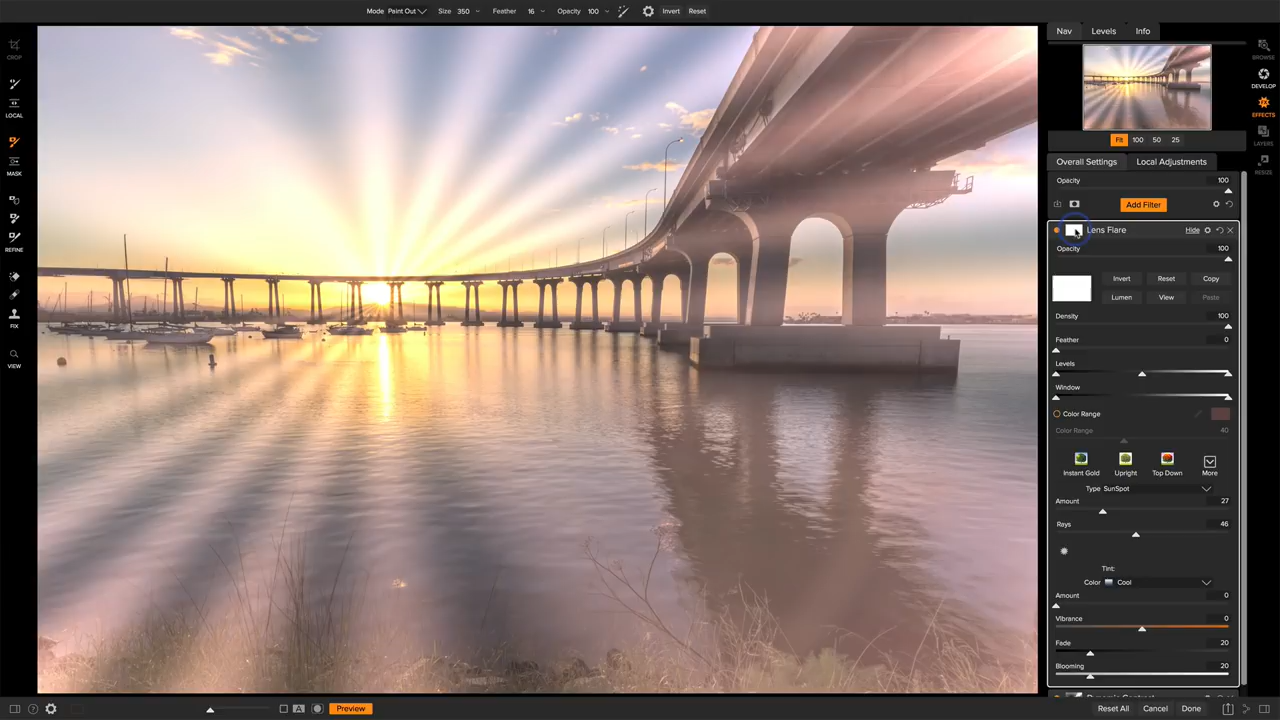 Mode Paint Out Size 350 Feather 16 Opacity 100 Invert Reset
CROP
LOCAL
MASK
REFINE
FIX
VIEW
Nav Levels Info
Fit 100 50 25
Overall Settings Local Adjustments
Opacity 100
Add Filter
Lens Flare Hide
Opacity 100
Invert Reset Copy
Lumen View Paste
Density 100
Feather 0
Levels
Window
Color Range
Color Range 40
Instant Gold Upright Top Down More
Type SunSpot
Amount 27
Rays 46
Tint:
Color Cool
Amount 0
Vibrance 0
Fade 20
Blooming 20
BROWSE
DEVELOP
EFFECTS
LAYERS
RESIZE
A Preview
Reset All Cancel Done